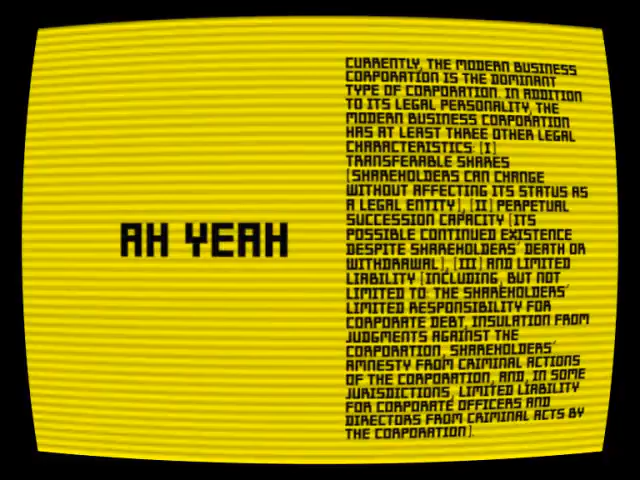 AH YEAH
CURRENTLY, THE MODERN BUSINESS
CORPORATION IS THE DOMINANT
TYPE OF CORPORATION. IN ADDITION
TO ITS LEGAL PERSONALITY, THE
MODERN BUSINESS CORPORATION
HAS AT LEAST THREE OTHER LEGAL
CHARACTERISTICS: [I]
TRANSFERABLE SHARES
[SHAREHOLDERS CAN CHANGE
WITHOUT AFFECTING ITS STATUS AS
A LEGAL ENTITY], [II] PERPETUAL
SUCCESSION CAPACITY [ITS
POSSIBLE CONTINUED EXISTENCE
DESPITE SHAREHOLDERS' DEATH OR
WITHDRAWAL], [III] AND LIMITED
LIABILITY [INCLUDING, BUT NOT
LIMITED TO: THE SHAREHOLDERS'
LIMITED RESPONSIBILITY FOR
CORPORATE DEBT, INSULATION FROM
JUDGMENTS AGAINST THE
CORPORATION, SHAREHOLDERS'
AMNESTY FROM CRIMINAL ACTIONS
OF THE CORPORATION, AND, IN SOME
JURISDICTIONS, LIMITED LIABILITY
FOR CORPORATE OFFICERS AND
DIRECTORS FROM CRIMINAL ACTS BY
THE CORPORATION].